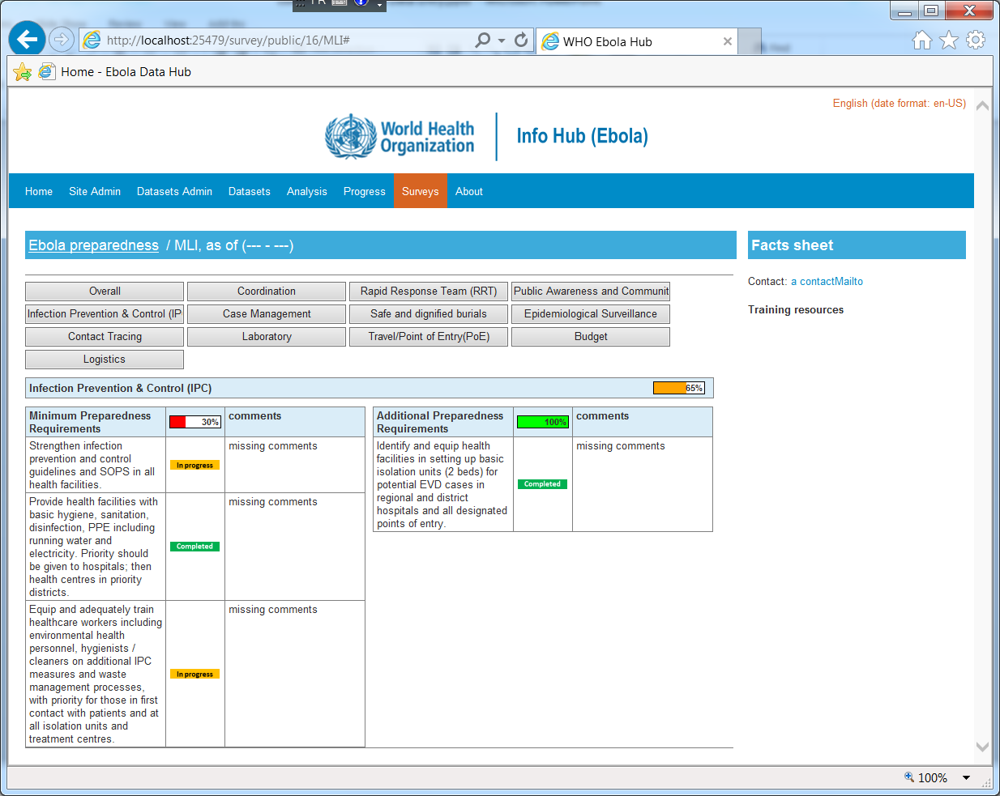 FR
http://localhost:25479/survey/public/16/MLI#
WHO Ebola Hub
Home - Ebola Data Hub
English (date format: en-US)
World Health
Organization
Info Hub (Ebola)
Home Site Admin Datasets Admin Datasets Analysis Progress Surveys About
Ebola preparedness / MLI, as of (--- - ---)
Facts sheet
Contact: a contactMailto
Training resources
Overall Coordination Rapid Response Team (RRT) Public Awareness and Communit
Infection Prevention & Control (IP Case Management Safe and dignified burials Epidemiological Surveillance
Contact Tracing Laboratory Travel/Point of Entry(PoE) Budget
Logistics
Infection Prevention & Control (IPC) 65%
Minimum Preparedness
Requirements
30%
comments
Strengthen infection
prevention and control
guidelines and SOPS in all
health facilities.
In progress
missing comments
Provide health facilities with
basic hygiene, sanitation,
disinfection, PPE including
running water and
electricity. Priority should
be given to hospitals; then
health centres in priority
districts.
Completed
missing comments
Equip and adequately train
healthcare workers including
environmental health
personnel, hygienists /
cleaners on additional IPC
measures and waste
management processes,
with priority for those in first
contact with patients and at
all isolation units and
treatment centres.
In progress
missing comments
Additional Preparedness
Requirements
100%
comments
Identify and equip health
facilities in setting up basic
isolation units (2 beds) for
potential EVD cases in
regional and district
hospitals and all designated
points of entry.
Completed
missing comments
100%